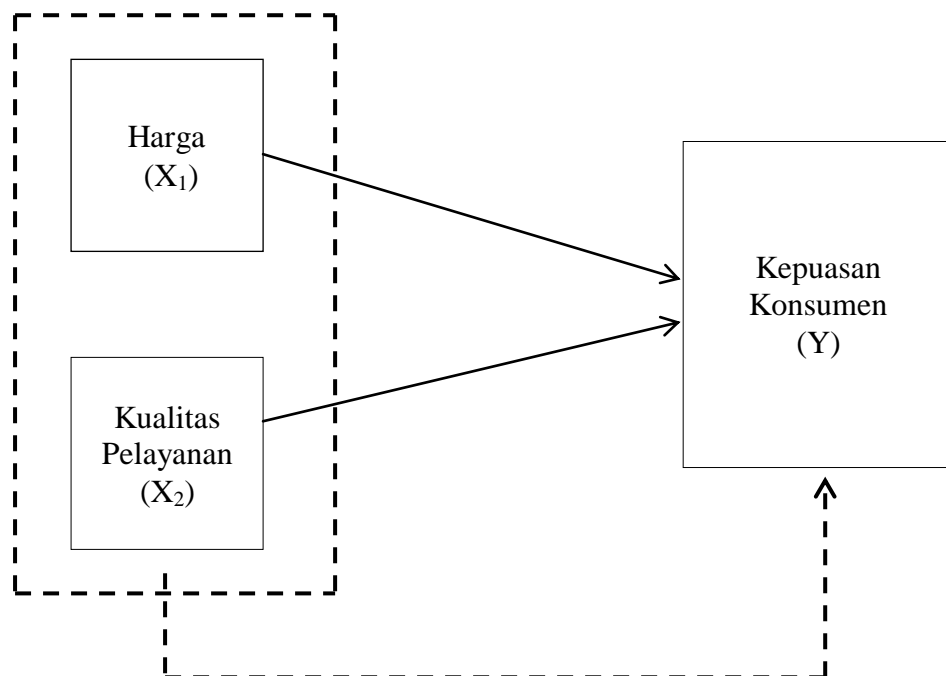 Harga
(X₁)
Kualitas
Pelayanan
(X₂)
Kepuasan
Konsumen
(Y)